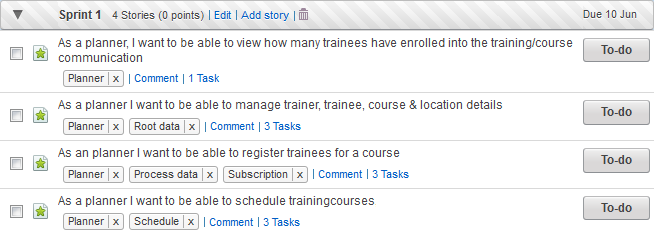 Sprint 1 4 Stories (0 points) | Edit | Add story | Due 10 Jun
As a planner, I want to be able to view how many trainees have enrolled into the training/course To-do
communication
Planner x | Comment | 1 Task
As a planner I want to be able to manage trainer, trainee, course & location details To-do
Planner x Root data x | Comment | 3 Tasks
As an planner I want to be able to register trainees for a course To-do
Planner x Process data x Subscription x | Comment | 3 Tasks
As a planner I want to be able to schedule trainingcourses To-do
Planner x Schedule x | Comment | 3 Tasks